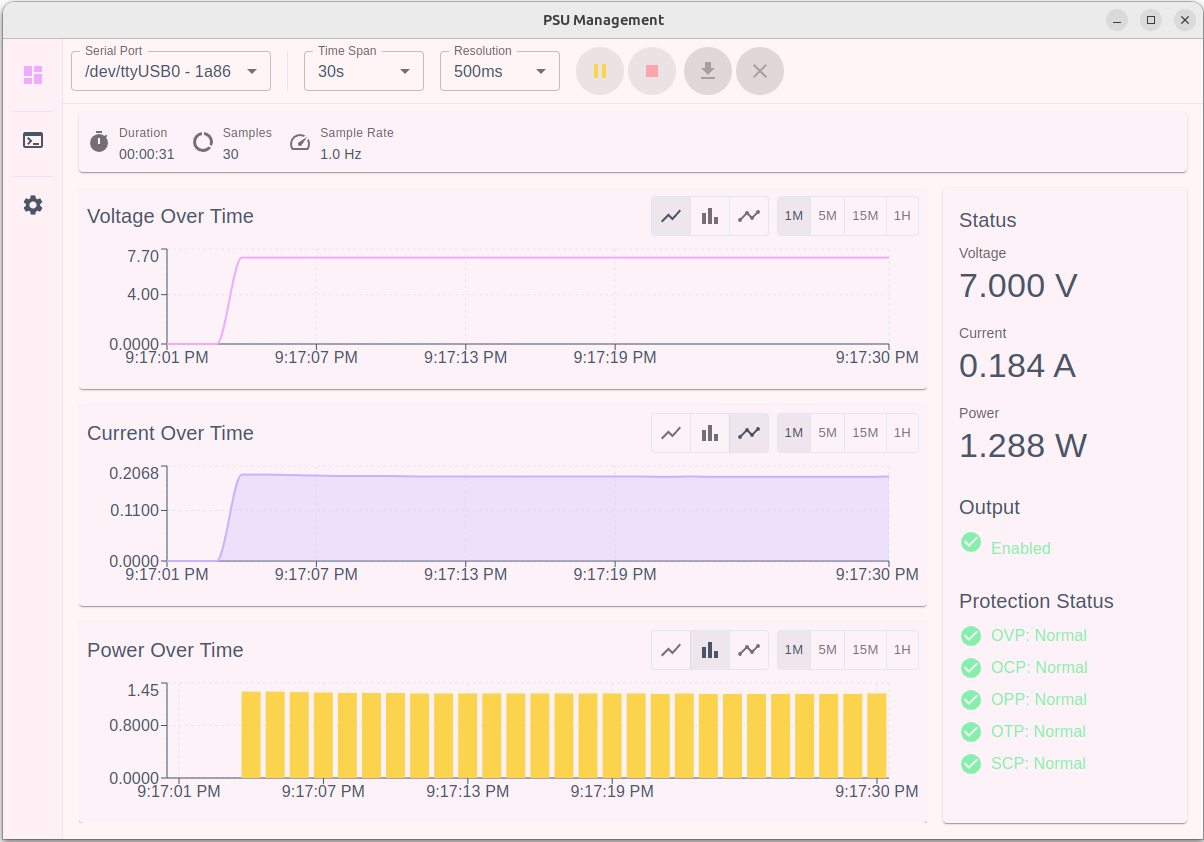 PSU Management
Serial Port
/dev/ttyUSB0 - 1a86
Time Span
30s
Resolution
500ms
Duration
00:00:31
Samples
30
Sample Rate
1.0 Hz
Voltage Over Time
1M 5M 15M 1H
7.70
4.00
0.0000
9:17:01 PM 9:17:07 PM 9:17:13 PM 9:17:19 PM 9:17:30 PM
Current Over Time
1M 5M 15M 1H
0.2068
0.1100
0.0000
9:17:01 PM 9:17:07 PM 9:17:13 PM 9:17:19 PM 9:17:30 PM
Power Over Time
1M 5M 15M 1H
1.45
0.8000
0.0000
9:17:01 PM 9:17:07 PM 9:17:13 PM 9:17:19 PM 9:17:30 PM
Status
Voltage
7.000 V
Current
0.184 A
Power
1.288 W
Output
Enabled
Protection Status
OVP: Normal
OCP: Normal
OPP: Normal
OTP: Normal
SCP: Normal